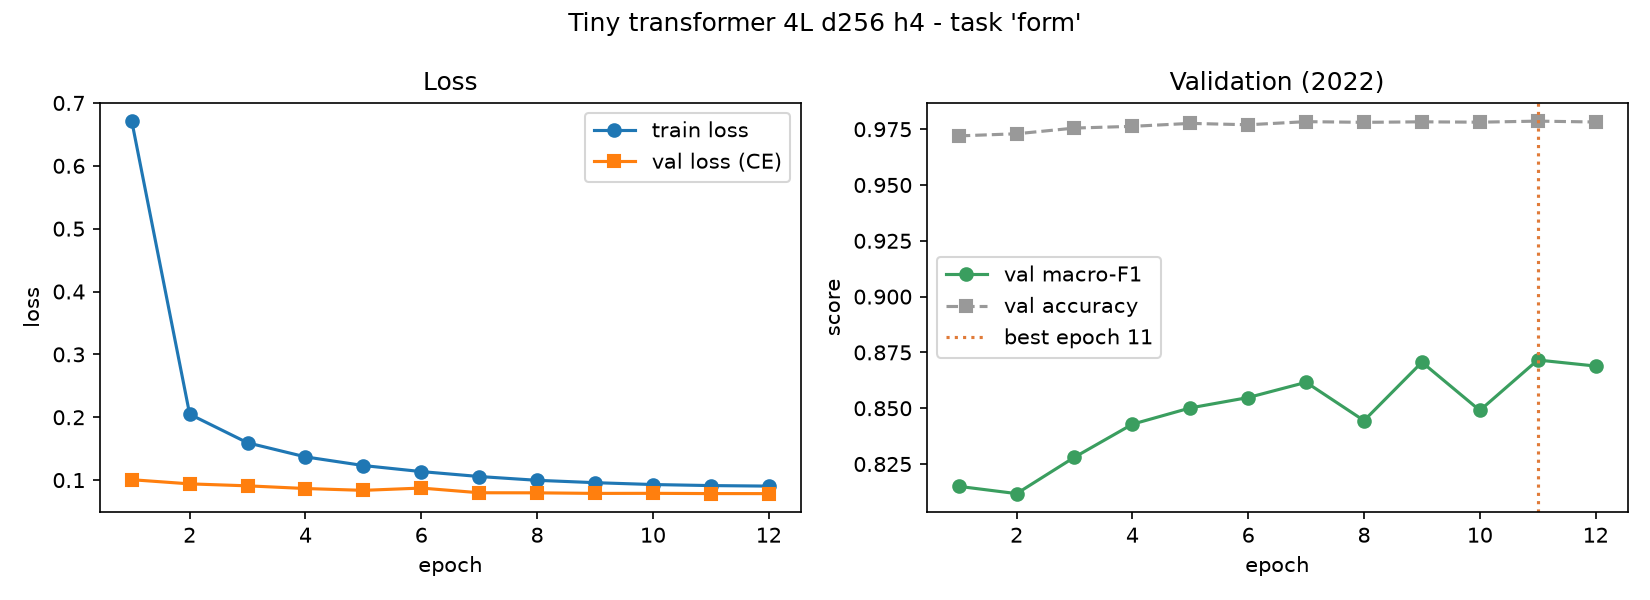 Tiny transformer 4L d256 h4 - task 'form'
Loss
0.7
0.6
0.5
0.4
0.3
0.2
0.1
loss
train loss
val loss (CE)
2 4 6 8 10 12
epoch
Validation (2022)
0.975
0.950
0.925
0.900
0.875
0.850
0.825
score
val macro-F1
val accuracy
best epoch 11
2 4 6 8 10 12
epoch